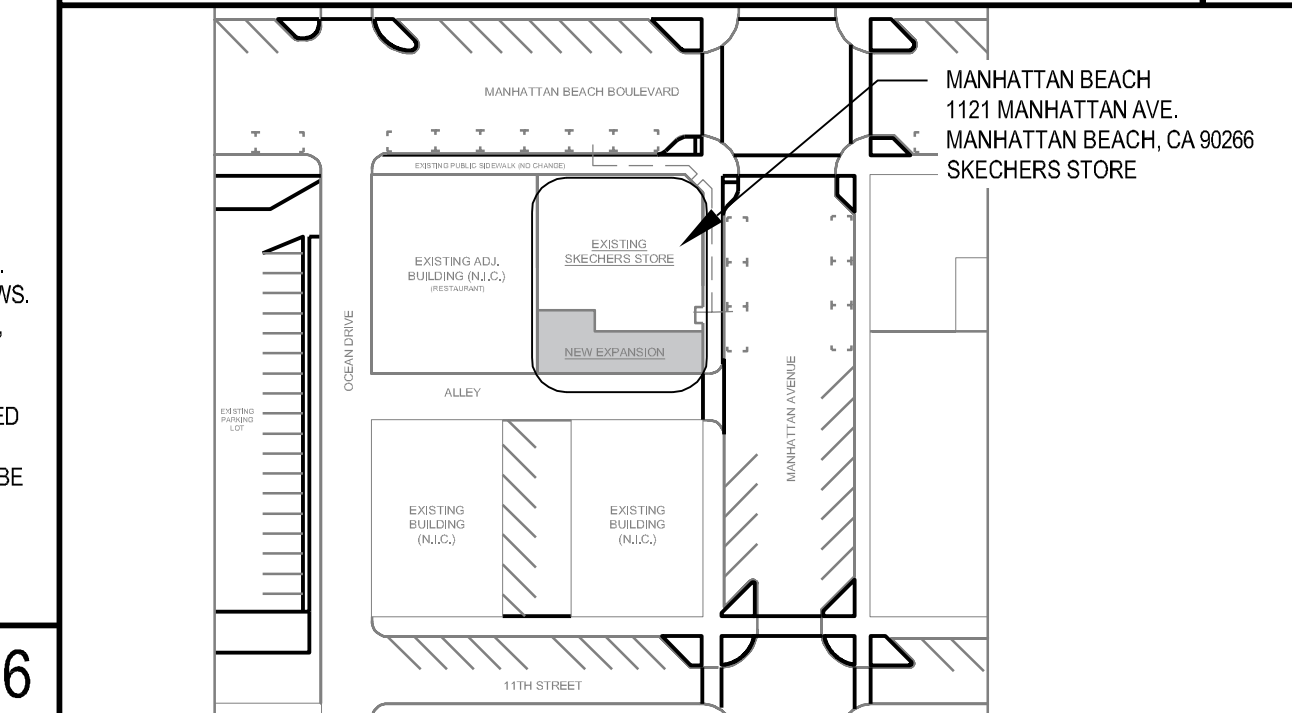 MANHATTAN BEACH BOULEVARD
MANHATTAN BEACH
1121 MANHATTAN AVE.
MANHATTAN BEACH, CA 90266
SKECHERS STORE
EXISTING PUBLIC SIDEWALK (NO CHANGE)
EXISTING ADJ.
BUILDING (N.I.C.)
(RESTAURANT)
EXISTING
SKECHERS STORE
NEW EXPANSION
OCEAN DRIVE
ALLEY
MANHATTAN AVENUE
EXISTING
PARKING
LOT
EXISTING
BUILDING
(N.I.C.)
EXISTING
BUILDING
(N.I.C.)
11TH STREET
.
WS.
,
ED
BE
6